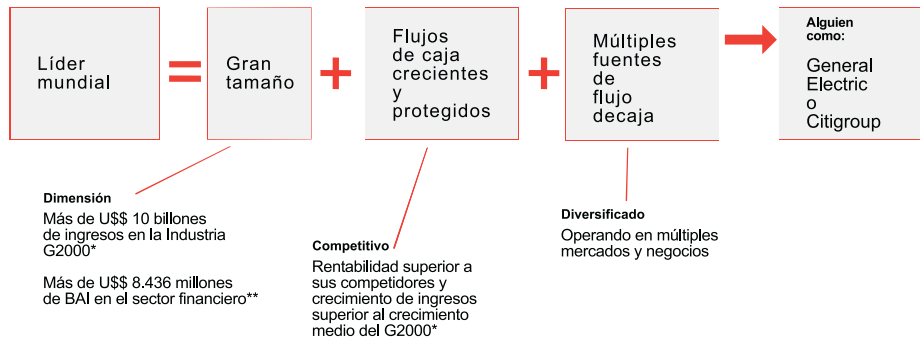 Líder
mundial
=
Gran
tamaño
+
Flujos
de caja
crecientes
y
protegidos
+
Múltiples
fuentes
de
flujo
decaja
Alguien
como:
General
Electric
o
Citigroup
Dimensión
Más de U$$ 10 billones
de ingresos en la Industria
G2000*
Más de U$$ 8.436 millones
de BAI en el sector financiero**
Competitivo
Rentabilidad superior a
sus competidores y
crecimiento de ingresos
superior al crecimiento
medio del G2000*
Diversificado
Operando en múltiples
mercados y negocios